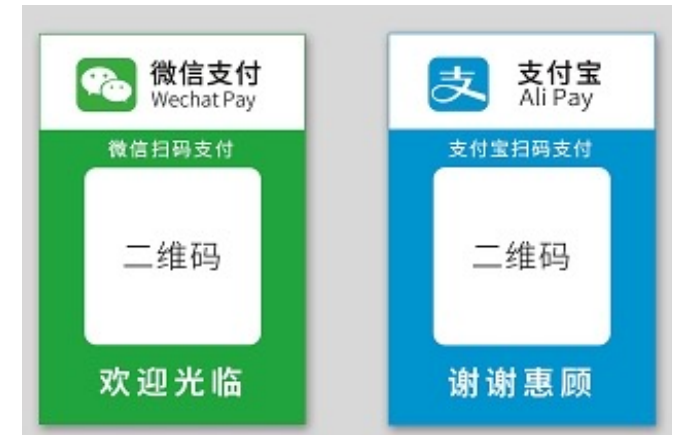 微信支付
Wechat Pay
微信扫码支付
二维码
欢迎光临
支
支付宝
Ali Pay
支付宝扫码支付
二维码
谢谢惠顾